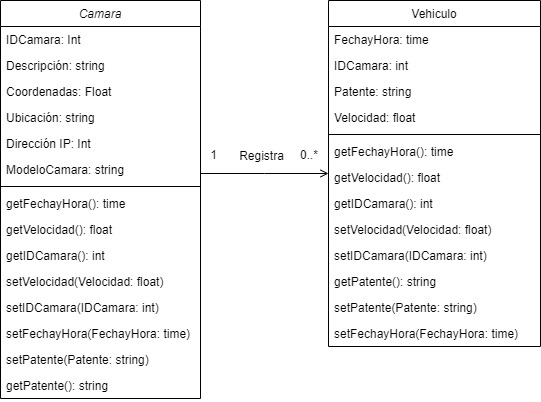 Camara
IDCamara: Int
Descripción: string
Coordenadas: Float
Ubicación: string
Dirección IP: Int
ModeloCamara: string
getFechayHora(): time
getVelocidad(): float
getIDCamara(): int
setVelocidad(Velocidad: float)
setIDCamara(IDCamara: int)
setFechayHora(FechayHora: time)
setPatente(Patente: string)
getPatente(): string
1 Registra 0..*
Vehiculo
FechayHora: time
IDCamara: int
Patente: string
Velocidad: float
getFechayHora(): time
getVelocidad(): float
getIDCamara(): int
setVelocidad(Velocidad: float)
setIDCamara(IDCamara: int)
getPatente(): string
setPatente(Patente: string)
setFechayHora(FechayHora: time)